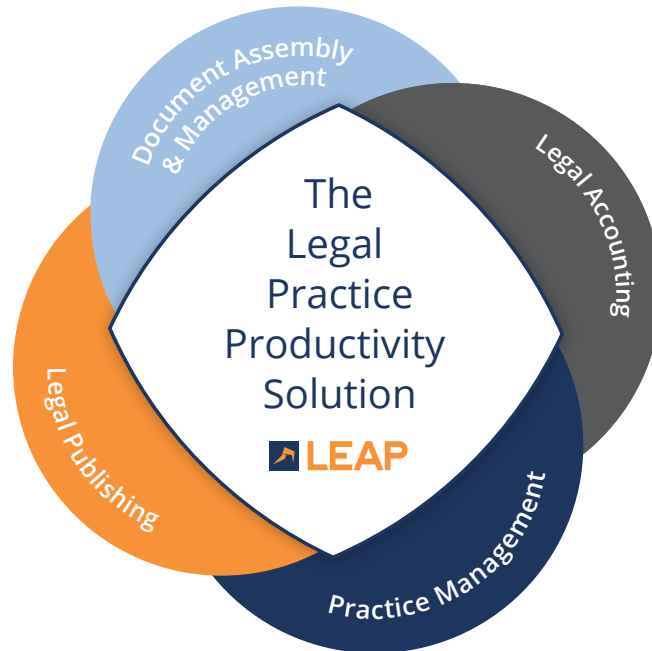 Document Assembly
& Management
Legal Accounting
The
Legal
Practice
Productivity
Solution
LEAP
Legal Publishing
Practice Management